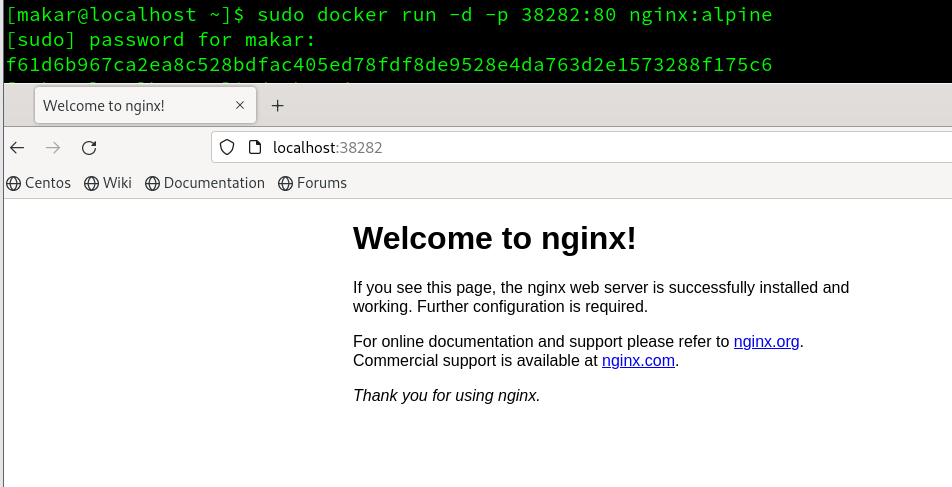 [makar@localhost ~]$ sudo docker run -d -p 38282:80 nginx:alpine
[sudo] password for makar:
f61d6b967ca2ea8c528bdfac405ed78fdf8de9528e4da763d2e1573288f175c6
Welcome to nginx!
localhost:38282
Centos Wiki Documentation Forums
Welcome to nginx!
If you see this page, the nginx web server is successfully installed and
working. Further configuration is required.
For online documentation and support please refer to nginx.org.
Commercial support is available at nginx.com.
Thank you for using nginx.